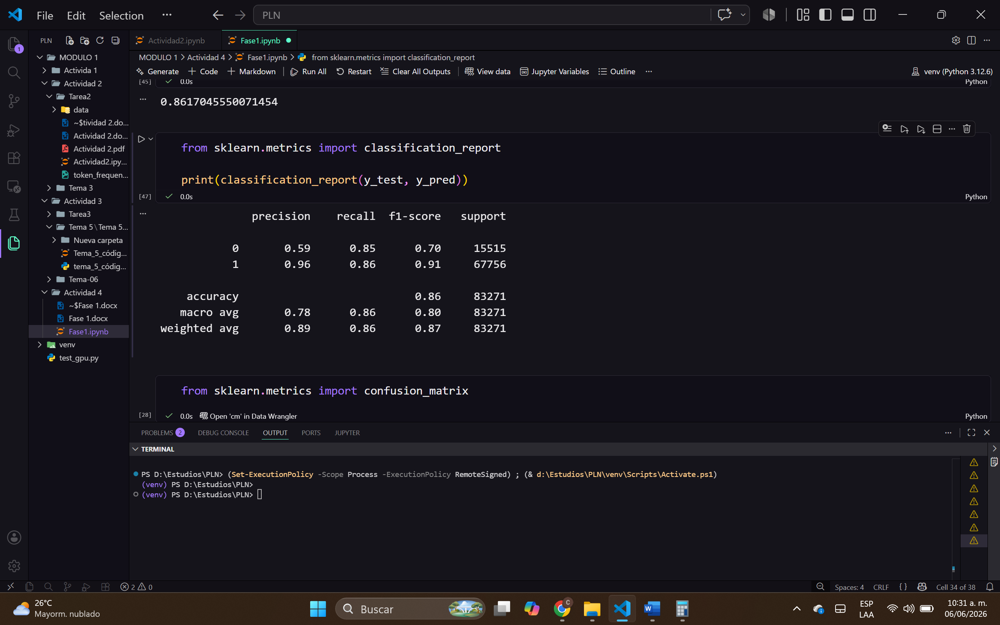 File Edit Selection ···
PLN
PLN
MODULO 1
Activida 1
Actividad 2
Tarea2
data
~$tividad 2.do...
Actividad 2.do...
Actividad 2.pdf
Actividad2.ipy...
token_frequen...
Tema 3
Actividad 3
Tarea3
Tema 5\Tema 5...
Nueva carpeta
Tema_5_códig...
tema_5_códig...
Tema-06
Actividad 4
~$Fase 1.docx
Fase 1.docx
Fase1.ipynb
venv
test_gpu.py
1
Actividad2.ipynb
Fase1.ipynb
MODULO 1 > Actividad 4 > Fase1.ipynb > from sklearn.metrics import classification_report
Generate + Code + Markdown | Run All Restart Clear All Outputs | View data Jupyter Variables Outline ···
venv (Python 3.12.6)
[45] 0.0s Python
0.8617045550071454
from sklearn.metrics import classification_report
print(classification_report(y_test, y_pred))
[47] 0.0s Python
precision recall f1-score support
0 0.59 0.85 0.70 15515
1 0.96 0.86 0.91 67756
accuracy 0.86 83271
macro avg 0.78 0.86 0.80 83271
weighted avg 0.89 0.86 0.87 83271
from sklearn.metrics import confusion_matrix
[28] 0.0s Open 'cm' in Data Wrangler Python
PROBLEMS 2 DEBUG CONSOLE OUTPUT PORTS JUPYTER
TERMINAL
PS D:\Estudios\PLN> (Set-ExecutionPolicy -Scope Process -ExecutionPolicy RemoteSigned) ; (& d:\Estudios\PLN\venv\Scripts\Activate.ps1)
(venv) PS D:\Estudios\PLN>
(venv) PS D:\Estudios\PLN>
2 0
Spaces: 4 CRLF { } Cell 34 of 38
26°C
Mayorm. nublado
Buscar
C
ESP
LAA
10:31 a. m.
06/06/2026